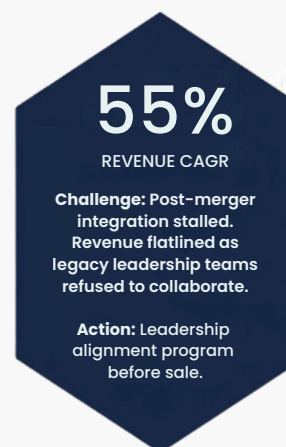 55%
REVENUE CAGR
Challenge: Post-merger
integration stalled.
Revenue flatlined as
legacy leadership teams
refused to collaborate.
Action: Leadership
alignment program
before sale.